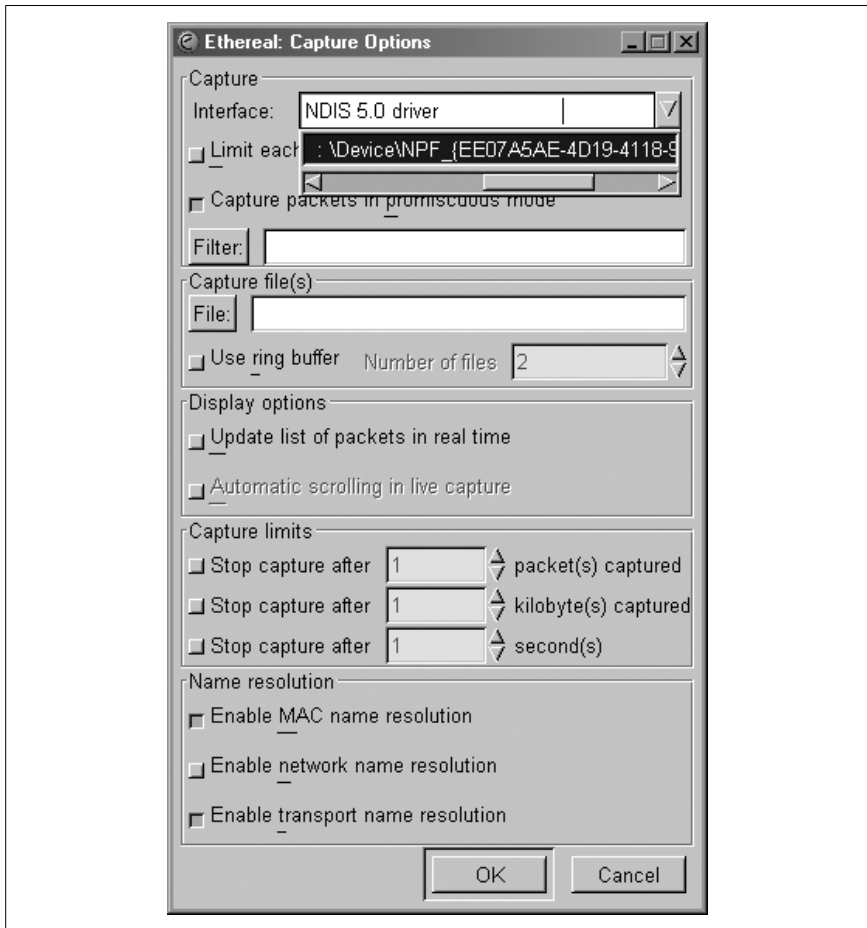 Ethereal: Capture Options
Capture
Interface: NDIS 5.0 driver
Limit each : \Device\NPF_{EE07A5AE-4D19-4118-9
Capture packets in promiscuous mode
Filter:
Capture file(s)
File:
Use ring buffer Number of files 2
Display options
Update list of packets in real time
Automatic scrolling in live capture
Capture limits
Stop capture after 1 packet(s) captured
Stop capture after 1 kilobyte(s) captured
Stop capture after 1 second(s)
Name resolution
Enable MAC name resolution
Enable network name resolution
Enable transport name resolution
OK Cancel